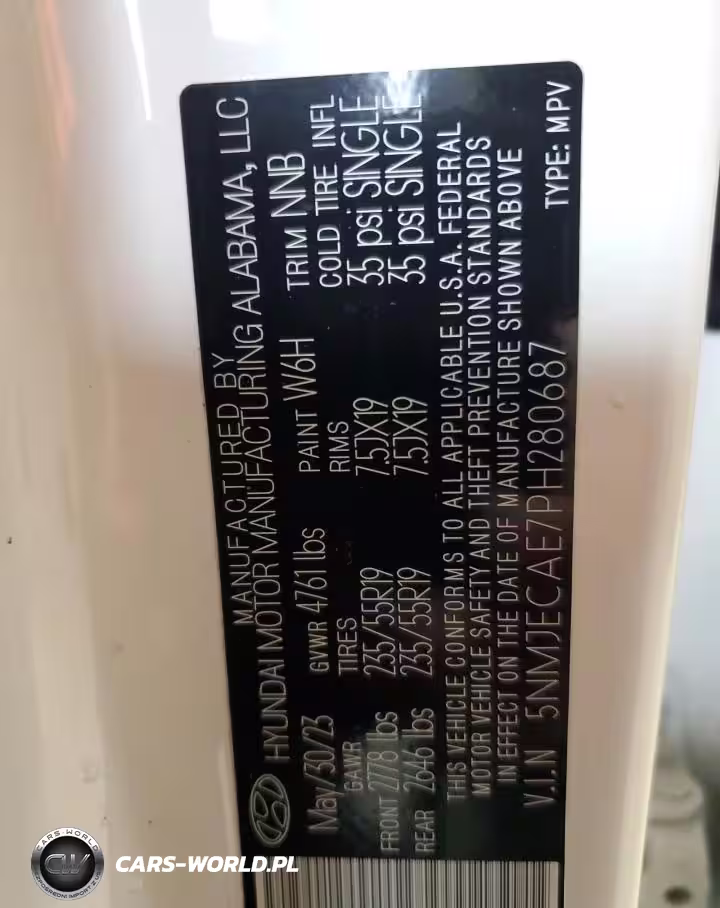 MANUFACTURED BY
HYUNDAI MOTOR MANUFACTURING ALABAMA, LLC
May/30/23 GVWR 4761 lbs PAINT W6H TRIM NNB
GAWR TIRES RIMS COLD TIRE INFL
FRONT 2778 lbs 235/55R19 7.5JX19 35 psi SINGLE
REAR 2646 lbs 235/55R19 7.5JX19 35 psi SINGLE
THIS VEHICLE CONFORMS TO ALL APPLICABLE U.S.A. FEDERAL
MOTOR VEHICLE SAFETY AND THEFT PREVENTION STANDARDS
IN EFFECT ON THE DATE OF MANUFACTURE SHOWN ABOVE
V.I.N 5NMJECAE7PH280687 TYPE: MPV
CARS-WORLD
CW
CARS-WORLD.PL